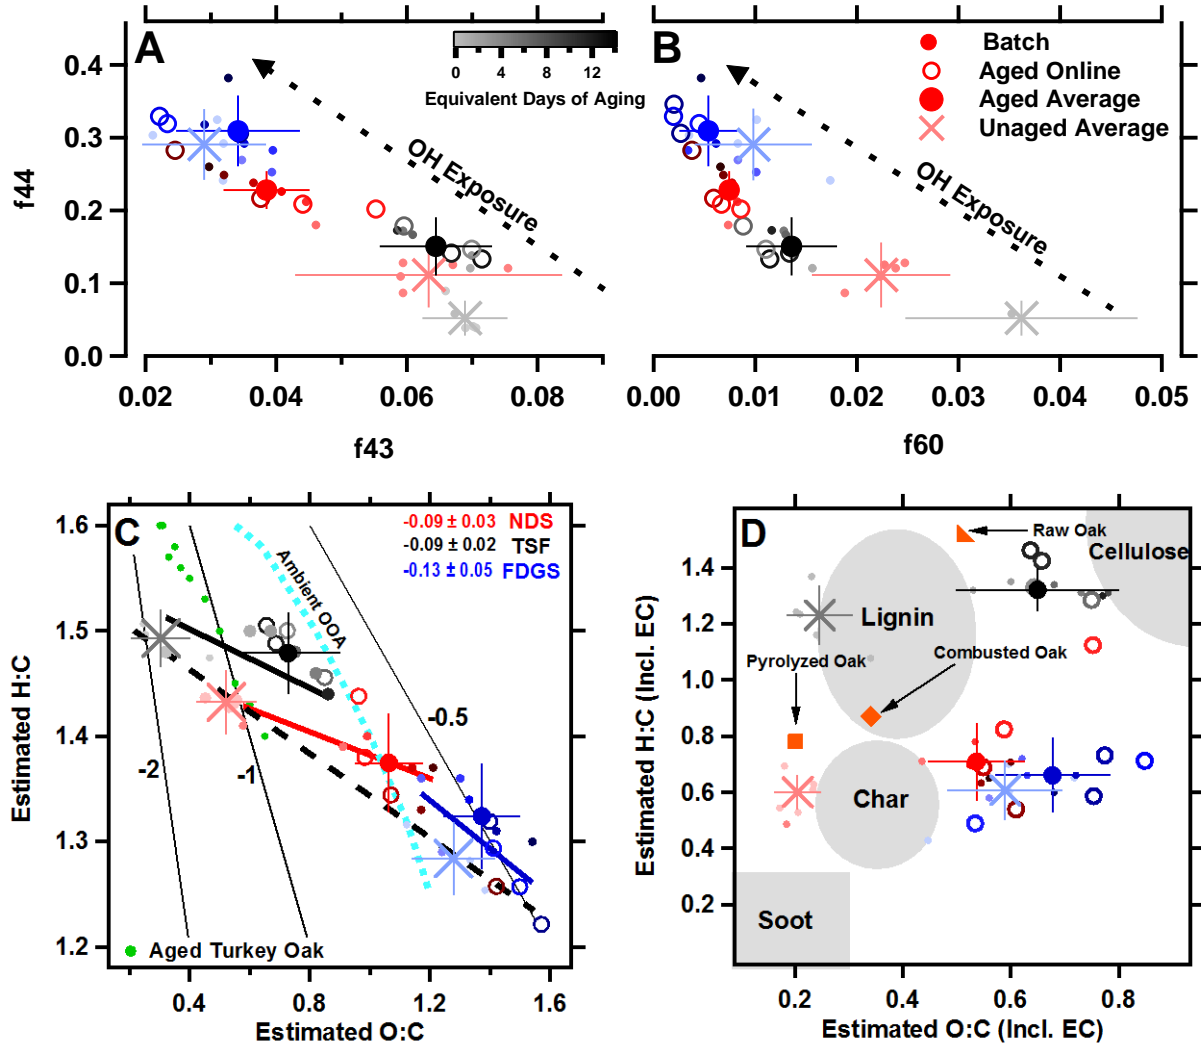 A
0 4 8 12
Equivalent Days of Aging
OH Exposure
f44
0.4
0.3
0.2
0.1
0.0
0.02 0.04 0.06 0.08
f43
B
Batch
Aged Online
Aged Average
Unaged Average
OH Exposure
0.00 0.01 0.02 0.03 0.04 0.05
f60
C
-0.09 ± 0.03 NDS
-0.09 ± 0.02 TSF
-0.13 ± 0.05 FDGS
Ambient OOA
-0.5
-1
-2
Aged Turkey Oak
Estimated H:C
1.6
1.5
1.4
1.3
1.2
0.4 0.8 1.2 1.6
Estimated O:C
D
Raw Oak
Cellulose
Lignin
Combusted Oak
Pyrolyzed Oak
Char
Soot
Estimated H:C (Incl. EC)
1.4
1.2
1.0
0.8
0.6
0.4
0.2
0.2 0.4 0.6 0.8
Estimated O:C (Incl. EC)